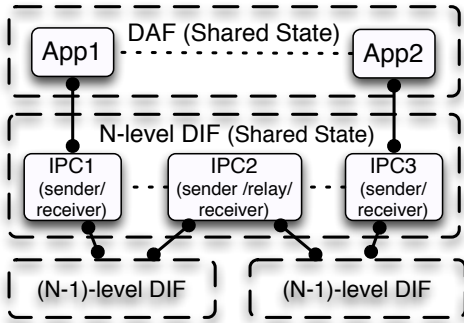 DAF (Shared State)
App1
App2
N-level DIF (Shared State)
IPC1
(sender/
receiver)
IPC2
(sender /relay/
receiver)
IPC3
(sender/
receiver)
(N-1)-level DIF
(N-1)-level DIF